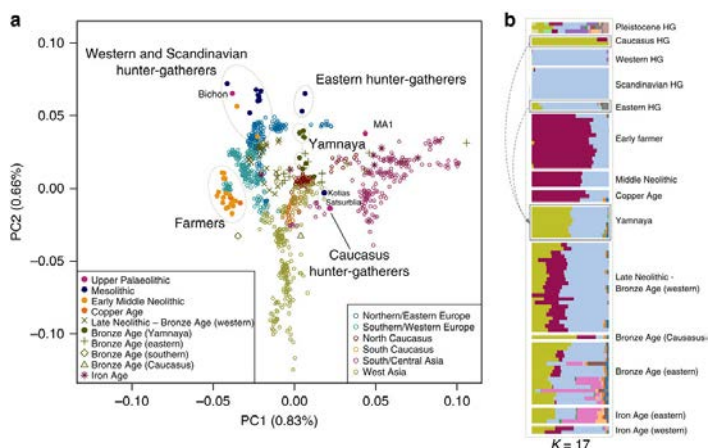 a
0.10
0.05
0.00
−0.05
−0.10
PC2 (0.66%)
−0.10
−0.05
0.00
0.05
0.10
PC1 (0.83%)
Western and Scandinavian
hunter-gatherers
Bichon
Eastern hunter-gatherers
MA1
Yamnaya
Kotias
Satsurblia
Farmers
Caucasus
hunter-gatherers
Upper Palaeolithic
Mesolithic
Early Middle Neolithic
Copper Age
Late Neolithic – Bronze Age (western)
Bronze Age (Yamnaya)
Bronze Age (eastern)
Bronze Age (southern)
Bronze Age (Caucasus)
Iron Age
Northern/Eastern Europe
Southern/Western Europe
North Caucasus
South Caucasus
South/Central Asia
West Asia
b
Pleistocene HG
Caucasus HG
Western HG
Scandinavian HG
Eastern HG
Early farmer
Middle Neolithic
Copper Age
Yamnaya
Late Neolithic -
Bronze Age (western)
Bronze Age
Bronze Age (eastern)
Iron Age (eastern)
Iron Age (western)
K = 17